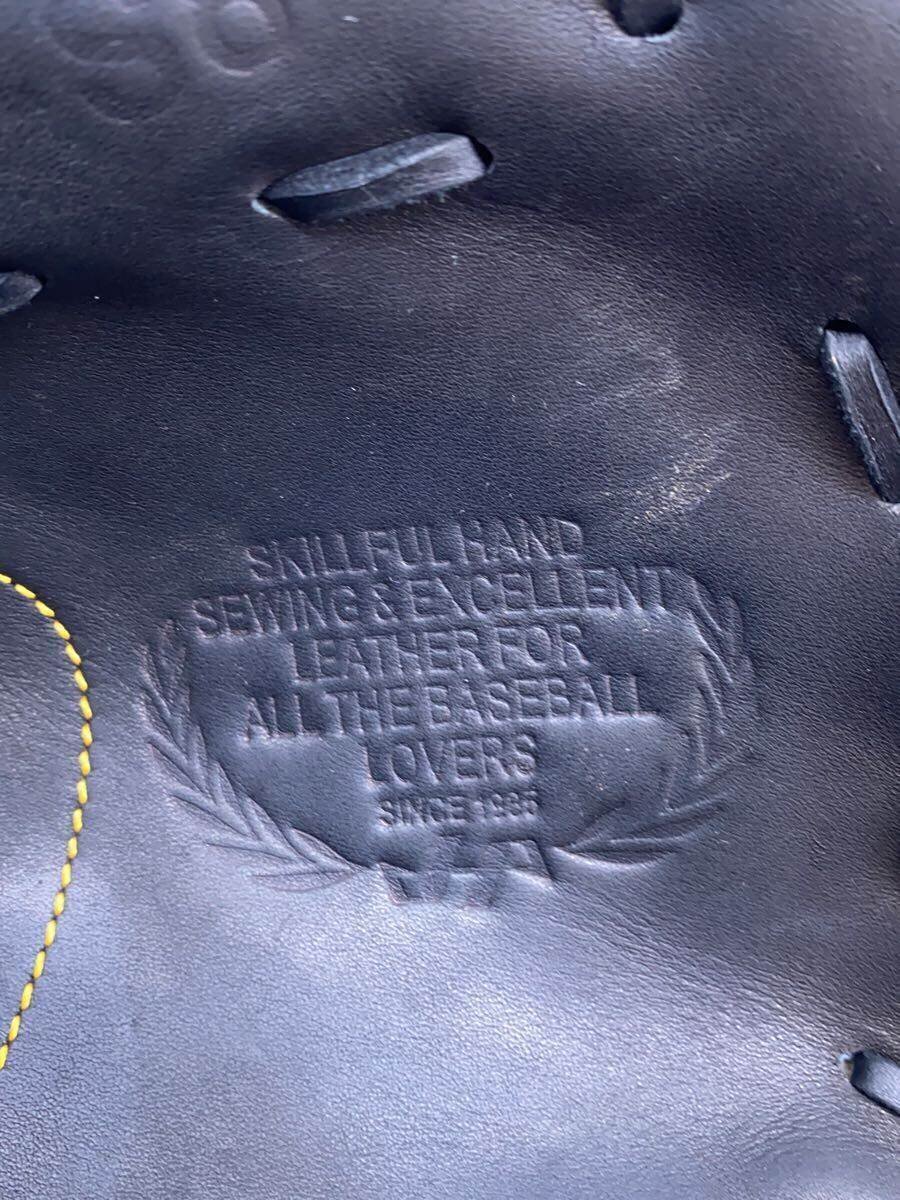 SKILLFUL HAND
SEWING & EXCELLENT
LEATHER FOR
ALL THE BASEBALL
LOVERS
SINCE 1985